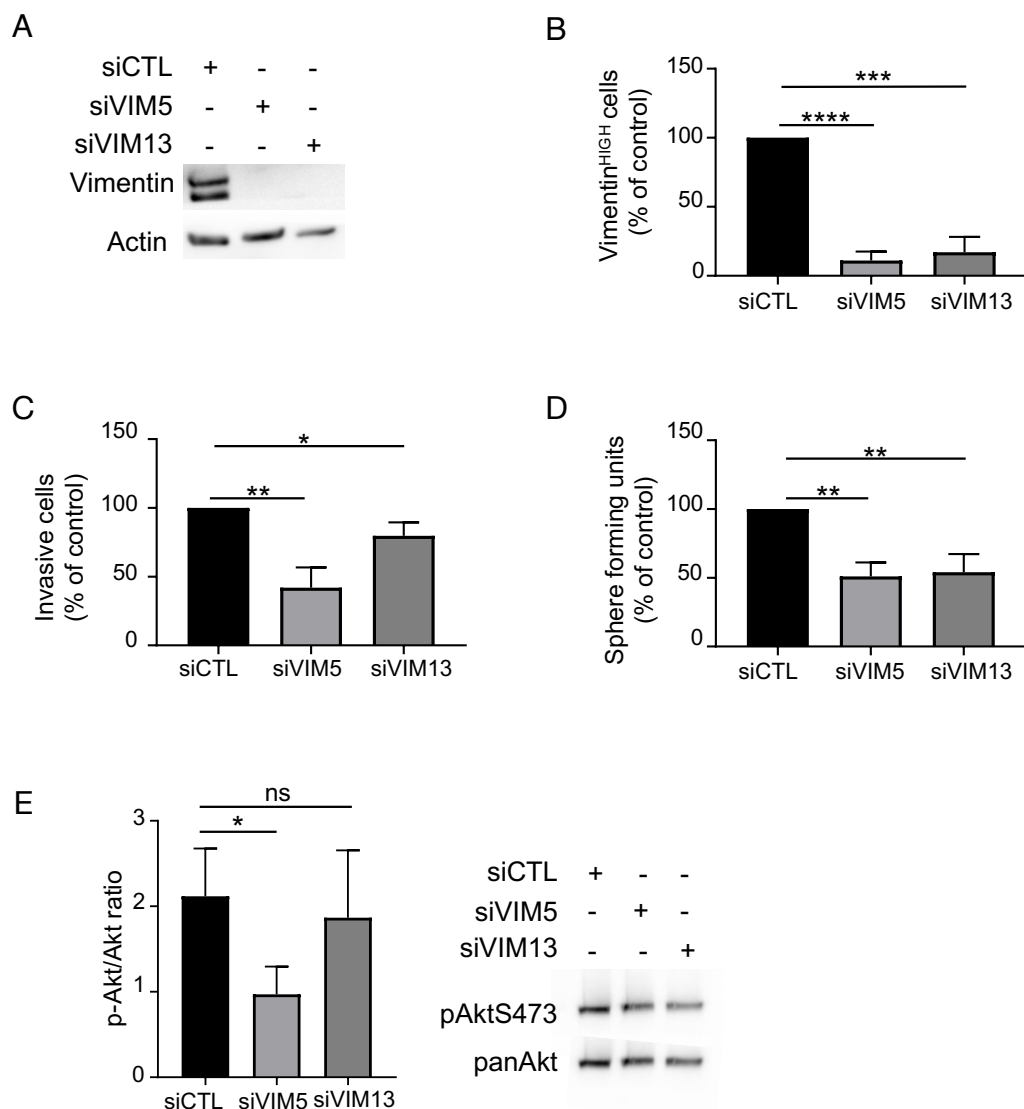 A
siCTL + - -
siVIM5 - + -
siVIM13 - - +
Vimentin
Actin
B
Vimentin^HIGH cells
(% of control)
150
100
50
0
***
****
siCTL siVIM5 siVIM13
C
Invasive cells
(% of control)
150
100
50
0
*
**
siCTL siVIM5 siVIM13
D
Sphere forming units
(% of control)
150
100
50
0
**
**
siCTL siVIM5 siVIM13
E
p-Akt/Akt ratio
3
2
1
0
ns
*
siCTL siVIM5 siVIM13
siCTL + - -
siVIM5 - + -
siVIM13 - - +
pAktS473
panAkt